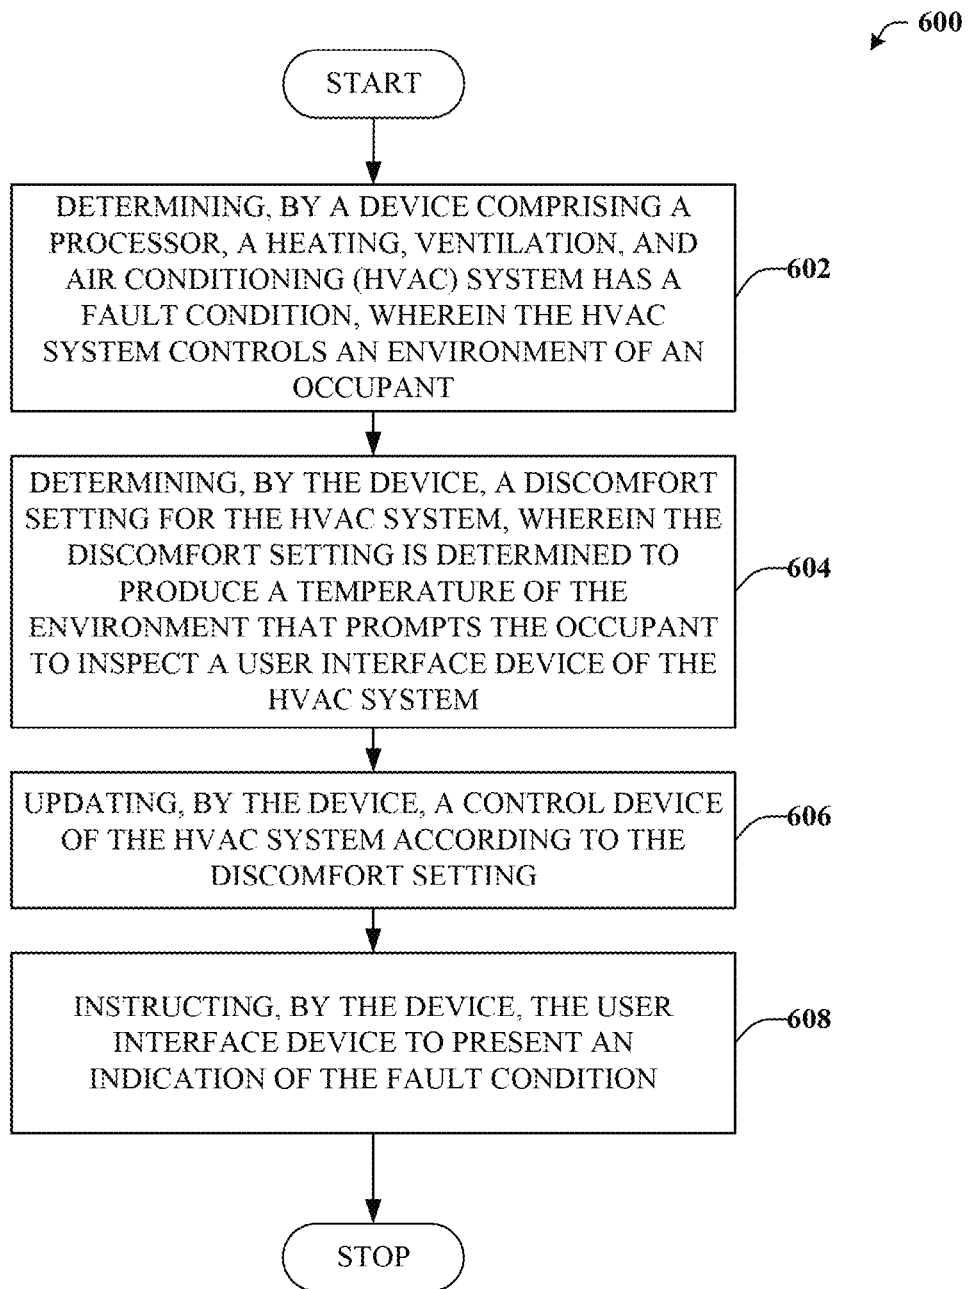 600
START
DETERMINING, BY A DEVICE COMPRISING A
PROCESSOR, A HEATING, VENTILATION, AND
AIR CONDITIONING (HVAC) SYSTEM HAS A
FAULT CONDITION, WHEREIN THE HVAC
SYSTEM CONTROLS AN ENVIRONMENT OF AN
OCCUPANT
602
DETERMINING, BY THE DEVICE, A DISCOMFORT
SETTING FOR THE HVAC SYSTEM, WHEREIN THE
DISCOMFORT SETTING IS DETERMINED TO
PRODUCE A TEMPERATURE OF THE
ENVIRONMENT THAT PROMPTS THE OCCUPANT
TO INSPECT A USER INTERFACE DEVICE OF THE
HVAC SYSTEM
604
UPDATING, BY THE DEVICE, A CONTROL DEVICE
OF THE HVAC SYSTEM ACCORDING TO THE
DISCOMFORT SETTING
606
INSTRUCTING, BY THE DEVICE, THE USER
INTERFACE DEVICE TO PRESENT AN
INDICATION OF THE FAULT CONDITION
608
STOP